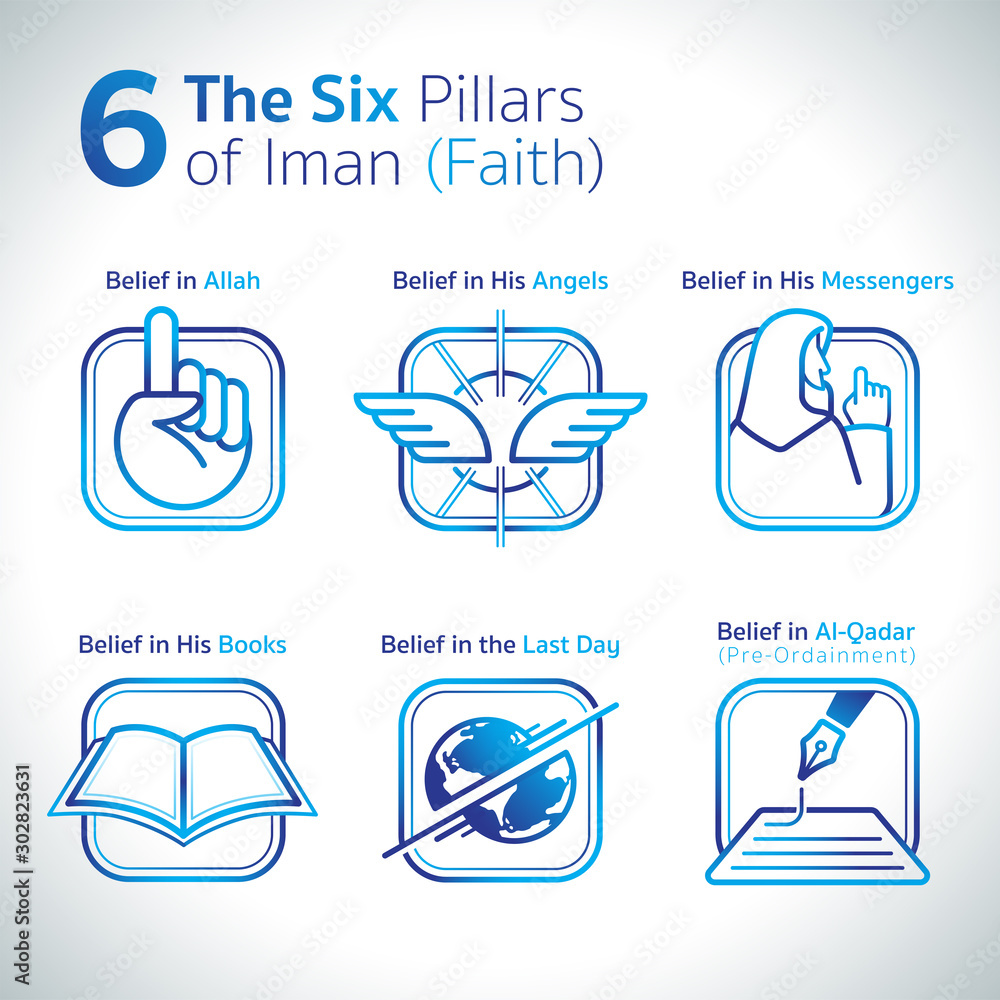 6
The Six Pillars
of Iman (Faith)
Belief in Allah
Belief in His Angels
Belief in His Messengers
Belief in His Books
Belief in the Last Day
Belief in Al-Qadar
(Pre-Ordainment)
Adobe Stock | #302823631